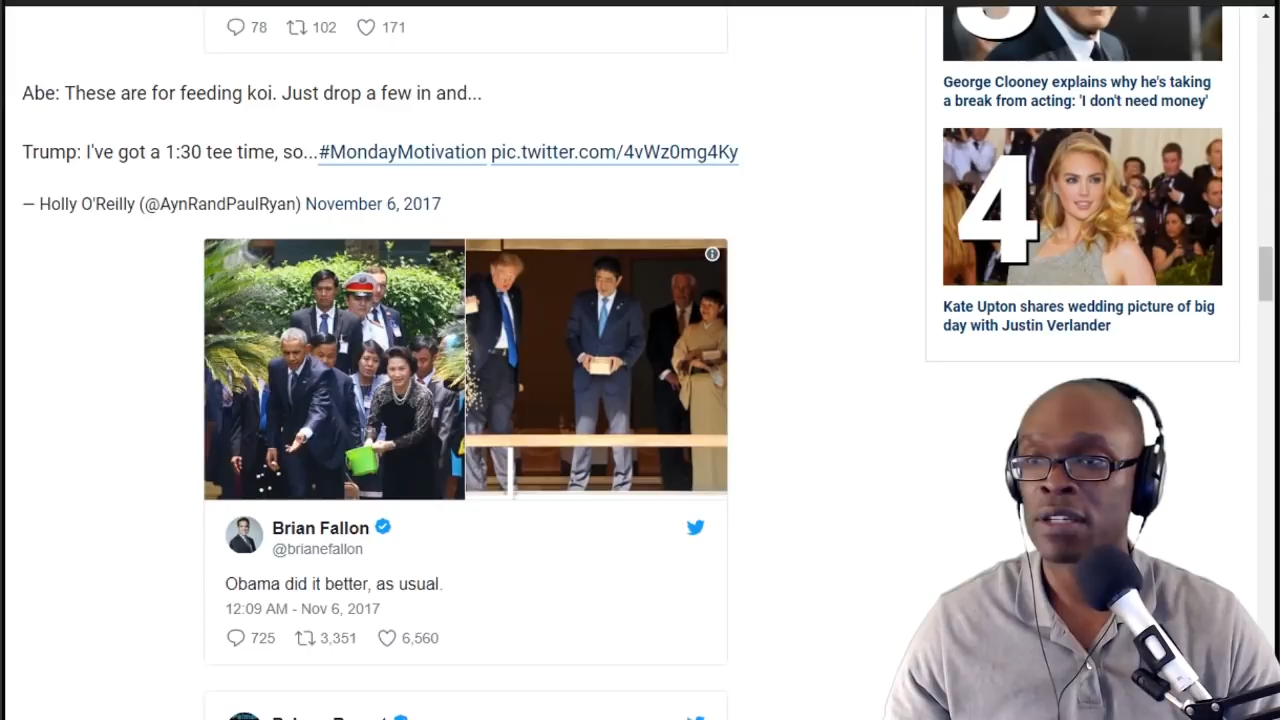 78 102 171
Abe: These are for feeding koi. Just drop a few in and...
Trump: I've got a 1:30 tee time, so...#MondayMotivation pic.twitter.com/4vWz0mg4Ky
— Holly O'Reilly (@AynRandPaulRyan) November 6, 2017
Brian Fallon
@brianefallon
Obama did it better, as usual.
12:09 AM - Nov 6, 2017
725 3,351 6,560
George Clooney explains why he's taking
a break from acting: 'I don't need money'
4
Kate Upton shares wedding picture of big
day with Justin Verlander